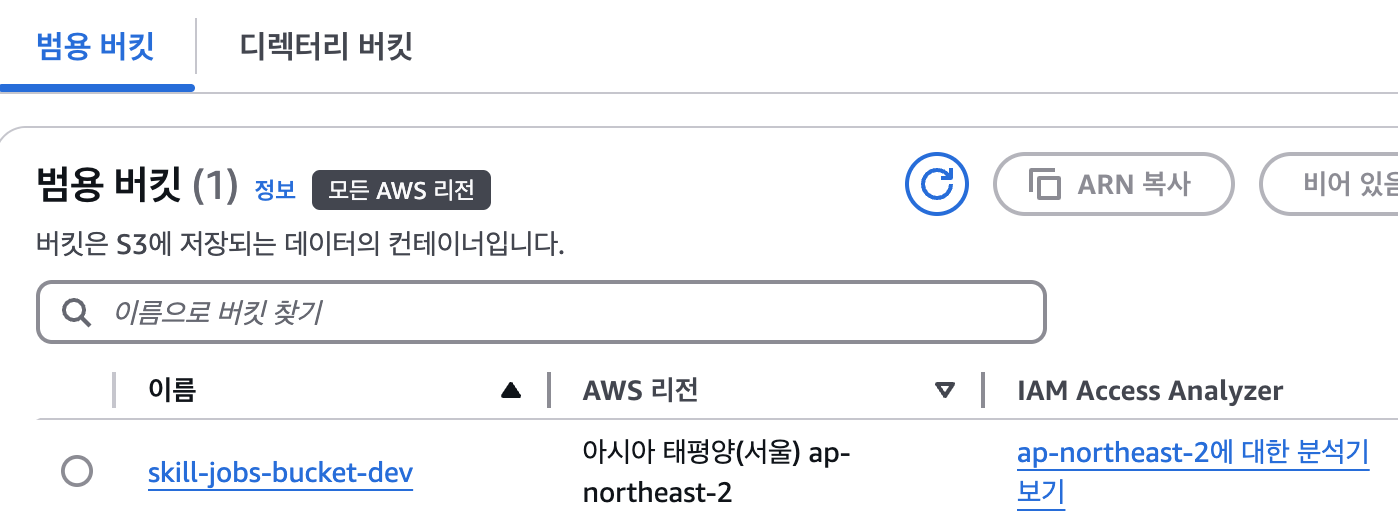 범용 버킷 디렉터리 버킷
범용 버킷 (1) 정보 모든 AWS 리전 ARN 복사 비어 있음
버킷은 S3에 저장되는 데이터의 컨테이너입니다.
이름으로 버킷 찾기
이름 AWS 리전 IAM Access Analyzer
skill-jobs-bucket-dev
아시아 태평양(서울) ap-
northeast-2
ap-northeast-2에 대한 분석기
보기